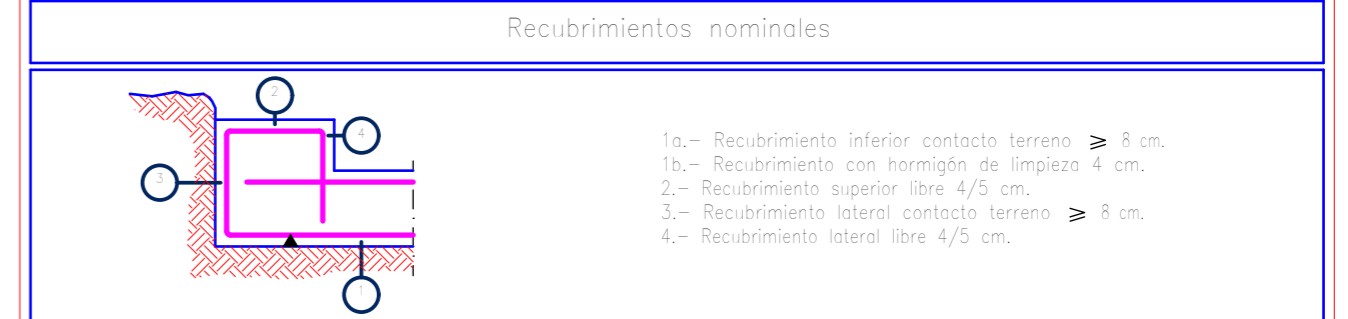 Recubrimientos nominales
2
4
3
1
1a.- Recubrimiento inferior contacto terreno ⩾ 8 cm.
1b.- Recubrimiento con hormigón de limpieza 4 cm.
2.- Recubrimiento superior libre 4/5 cm.
3.- Recubrimiento lateral contacto terreno ⩾ 8 cm.
4.- Recubrimiento lateral libre 4/5 cm.